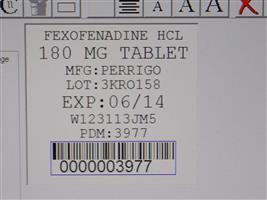 FEXOFENADINE HCL
180 MG TABLET
MFG:PERRIGO
LOT:3KR0158
EXP:06/14
W123113JM5
PDM:3977
0000003977